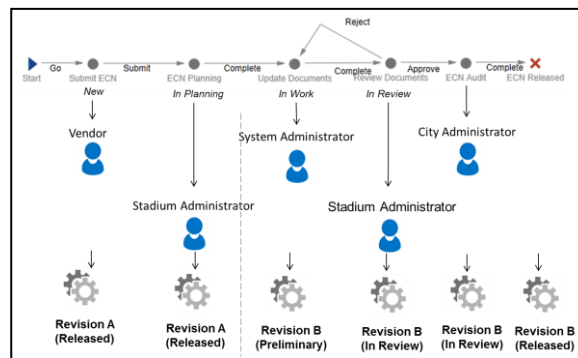 Reject
Go
Submit
Complete
Complete
Approve
Complete
Start
Submit ECN
ECN Planning
Update Documents
Review Documents
ECN Audit
ECN Released
New
In Planning
In Work
In Review
Vendor
System Administrator
City Administrator
Stadium Administrator
Stadium Administrator
Revision A
(Released)
Revision A
(Released)
Revision B
(Preliminary)
Revision B
(In Review)
Revision B
(In Review)
Revision B
(Released)